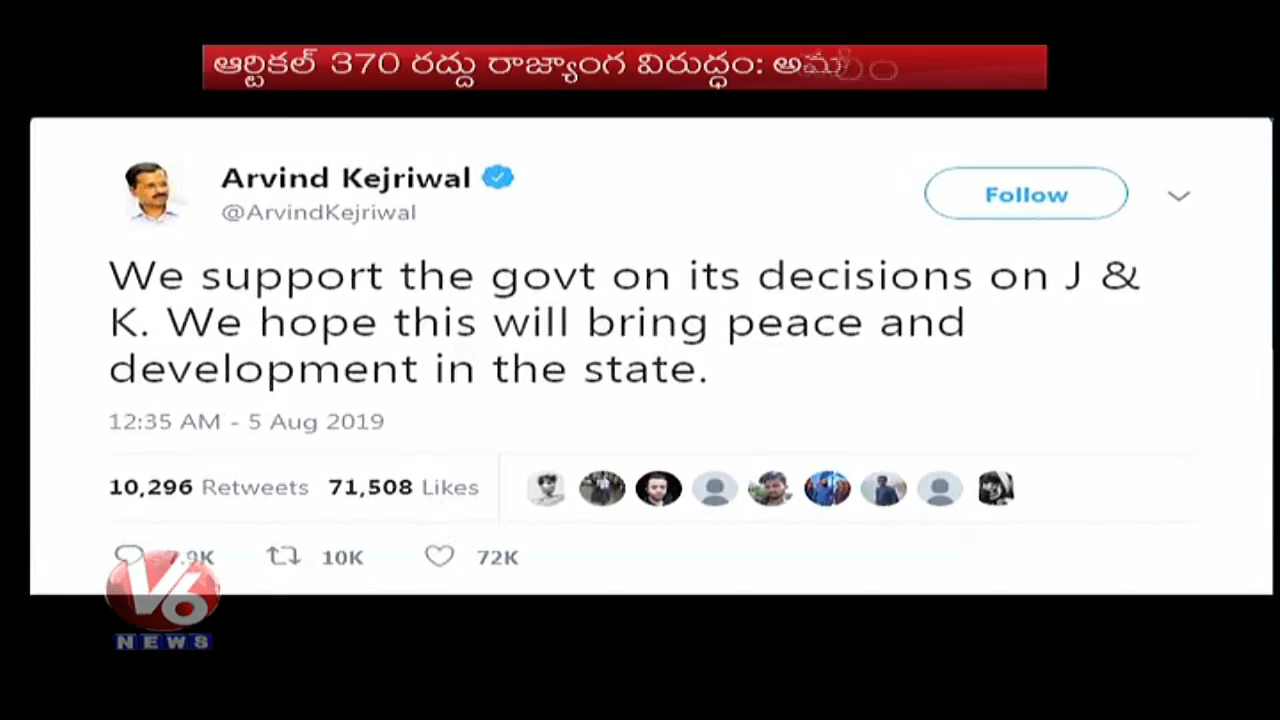 ఆర్టికల్ 370 రద్దు రాజ్యాంగ విరుద్ధం:
Arvind Kejriwal
@ArvindKejriwal
Follow
We support the govt on its decisions on J &
K. We hope this will bring peace and
development in the state.
12:35 AM - 5 Aug 2019
10,296 Retweets 71,508 Likes
7.9K 10K 72K
V6
NEWS